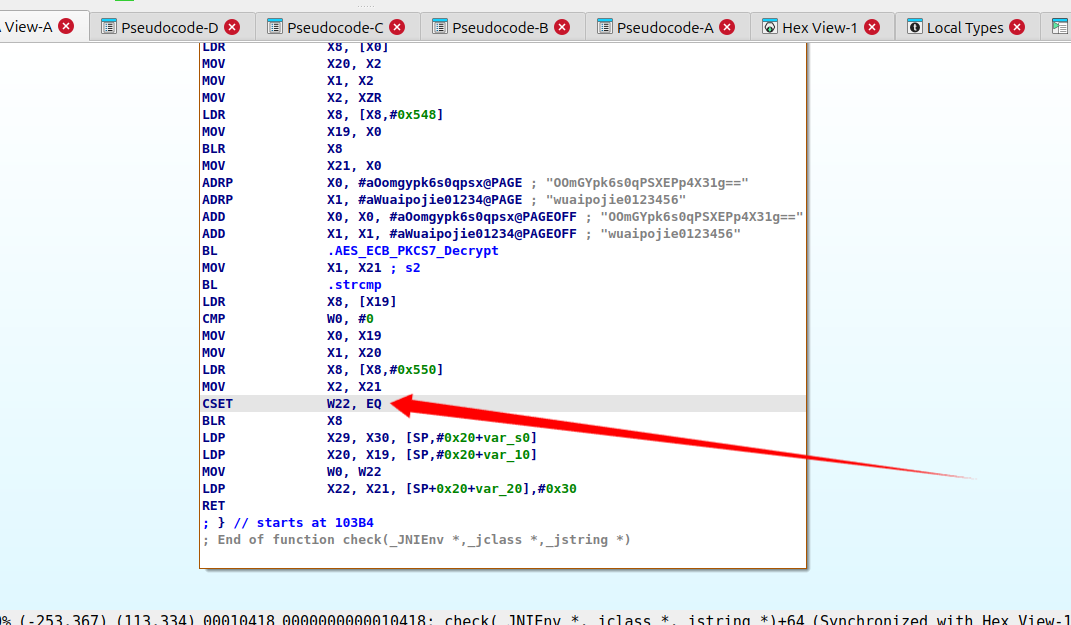 View-A Pseudocode-D Pseudocode-C Pseudocode-B Pseudocode-A Hex View-1 Local Types
LDR X8, [X0]
MOV X20, X2
MOV X1, X2
MOV X2, XZR
LDR X8, [X8,#0x548]
MOV X19, X0
BLR X8
MOV X21, X0
ADRP X0, #aOomgypk6s0qpsx@PAGE ; "OOmGYpk6s0qPSXEPp4X31g=="
ADRP X1, #aWuaipojie01234@PAGE ; "wuaipojie0123456"
ADD X0, X0, #aOomgypk6s0qpsx@PAGEOFF ; "OOmGYpk6s0qPSXEPp4X31g=="
ADD X1, X1, #aWuaipojie01234@PAGEOFF ; "wuaipojie0123456"
BL .AES_ECB_PKCS7_Decrypt
MOV X1, X21 ; s2
BL .strcmp
LDR X8, [X19]
CMP W0, #0
MOV X0, X19
MOV X1, X20
LDR X8, [X8,#0x550]
MOV X2, X21
CSET W22, EQ
BLR X8
LDP X29, X30, [SP,#0x20+var_s0]
LDP X20, X19, [SP,#0x20+var_10]
MOV W0, W22
LDP X22, X21, [SP+0x20+var_20],#0x30
RET
; } // starts at 103B4
; End of function check(_JNIEnv *,_jclass *,_jstring *)
% (-253,367) (113,334) 00010418 0000000000010418: check(_JNIEnv *,_jclass *,_jstring *)+64 (Synchronized with Hex View-1